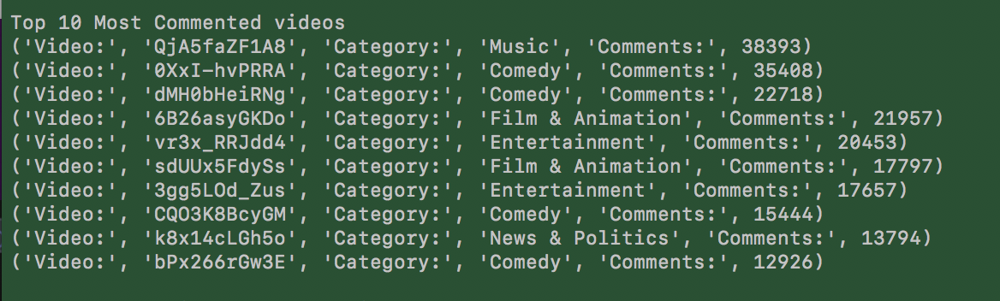 Top 10 Most Commented videos
('Video:', 'QjA5faZF1A8', 'Category:', 'Music', 'Comments:', 38393)
('Video:', '0XxI-hvPRRA', 'Category:', 'Comedy', 'Comments:', 35408)
('Video:', 'dMH0bHeiRNg', 'Category:', 'Comedy', 'Comments:', 22718)
('Video:', '6B26asyGKDo', 'Category:', 'Film & Animation', 'Comments:', 21957)
('Video:', 'vr3x_RRJdd4', 'Category:', 'Entertainment', 'Comments:', 20453)
('Video:', 'sdUUx5FdySs', 'Category:', 'Film & Animation', 'Comments:', 17797)
('Video:', '3gg5LOd_Zus', 'Category:', 'Entertainment', 'Comments:', 17657)
('Video:', 'CQO3K8BcyGM', 'Category:', 'Comedy', 'Comments:', 15444)
('Video:', 'k8x14cLGh5o', 'Category:', 'News & Politics', 'Comments:', 13794)
('Video:', 'bPx266rGw3E', 'Category:', 'Comedy', 'Comments:', 12926)